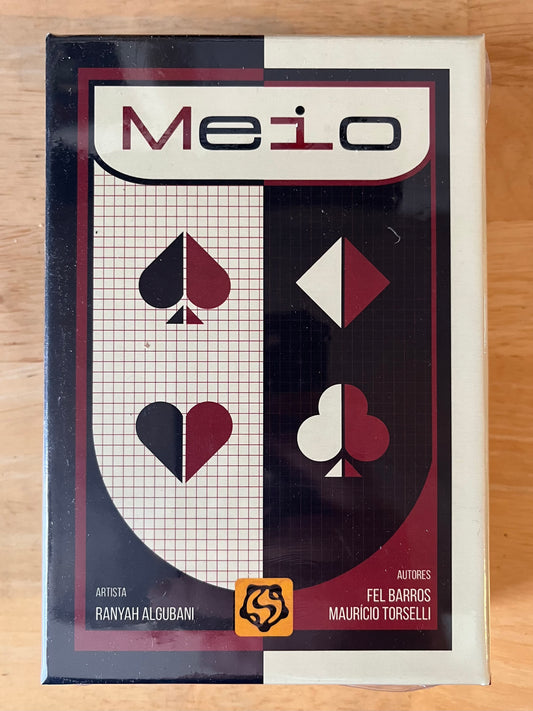 Meio
ARTISTA
RANYAH ALGUBANI
AUTORES
FEL BARROS
MAURÍCIO TORSELLI